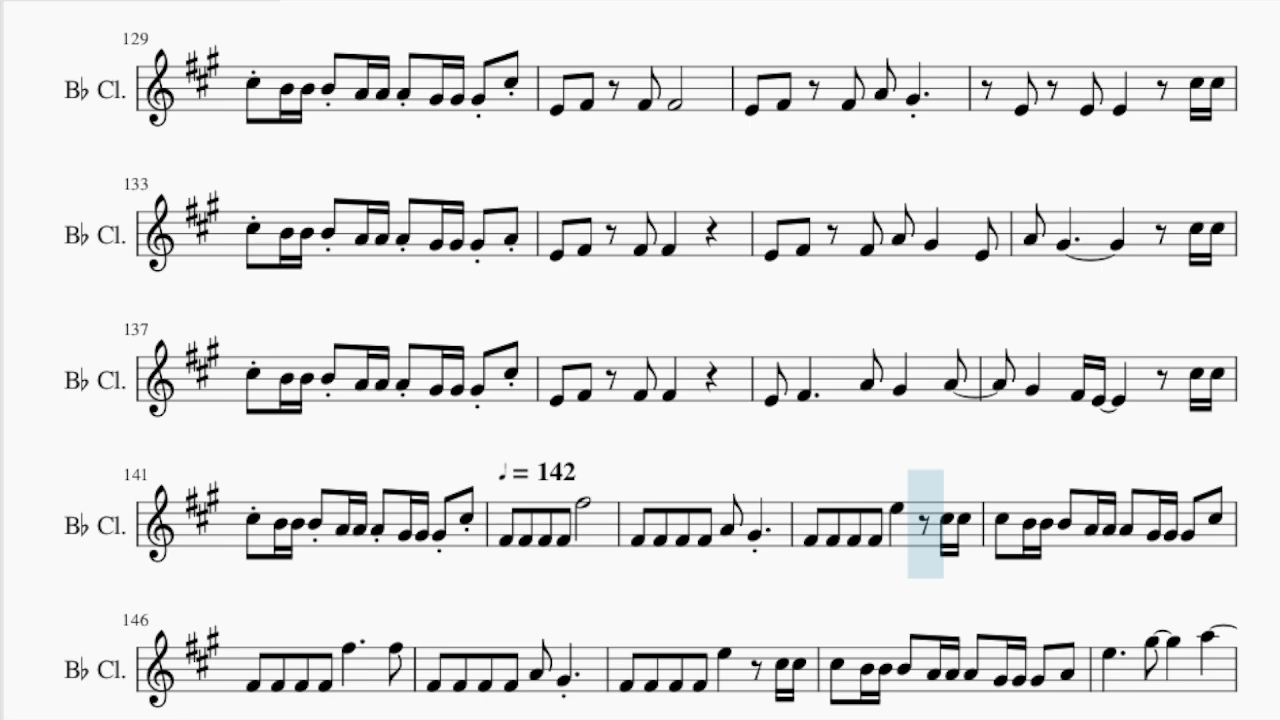 129
B♭ Cl.
133
B♭ Cl.
137
B♭ Cl.
141
♩ = 142
B♭ Cl.
146
B♭ Cl.